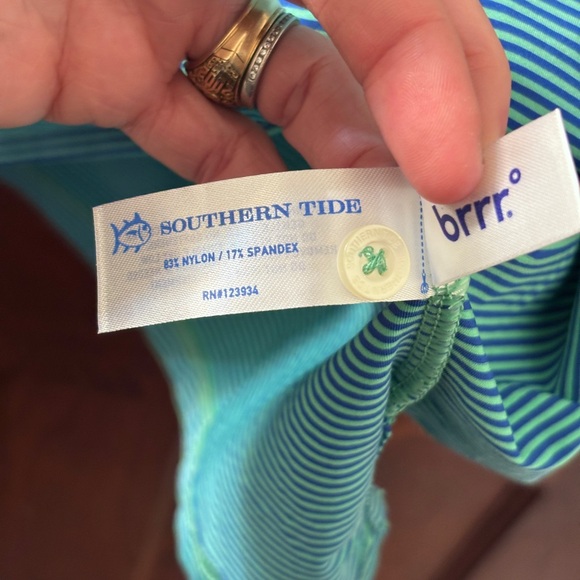 SOUTHERN TIDE
83% NYLON / 17% SPANDEX
RN#123934
brrr.°